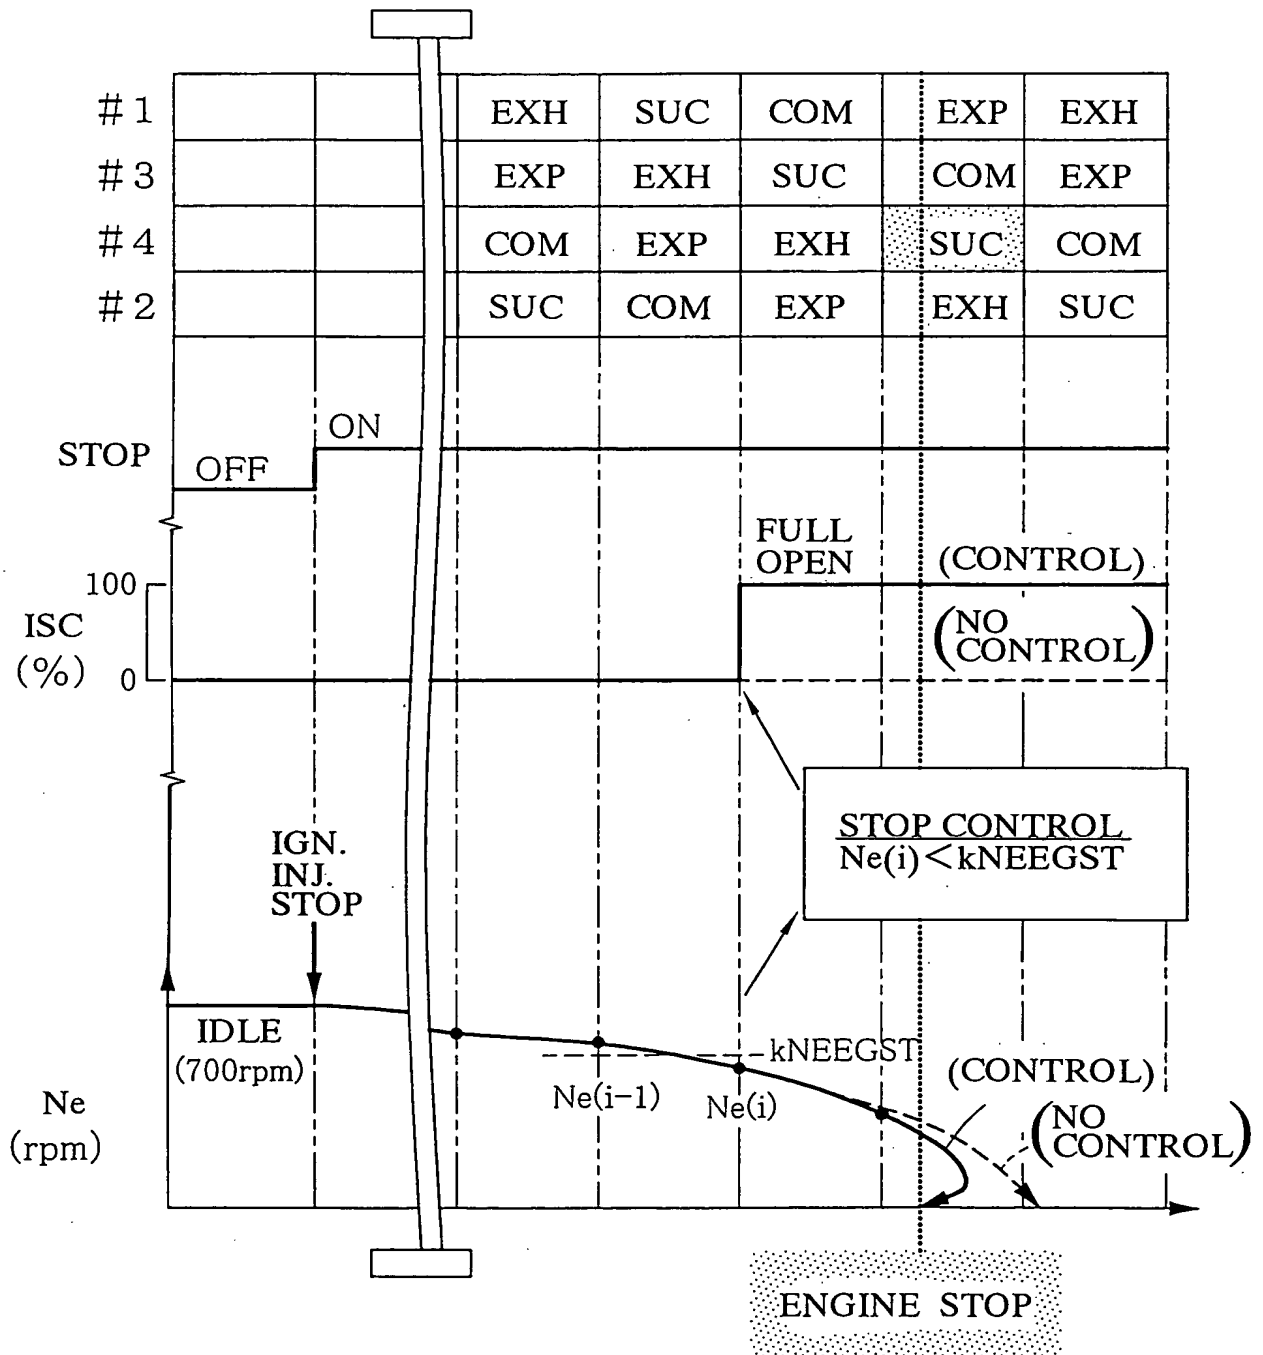 #1 EXH SUC COM EXP EXH
#3 EXP EXH SUC COM EXP
#4 COM EXP EXH SUC COM
#2 SUC COM EXP EXH SUC
STOP OFF ON
FULL
OPEN
(CONTROL)
ISC
(%)
100
0
(NO
CONTROL)
STOP CONTROL
Ne(i)<kNEEGST
IGN.
INJ.
STOP
IDLE
(700rpm)
kNEEGST
Ne(i-1)
Ne(i)
(CONTROL)
(NO
CONTROL)
Ne
(rpm)
ENGINE STOP